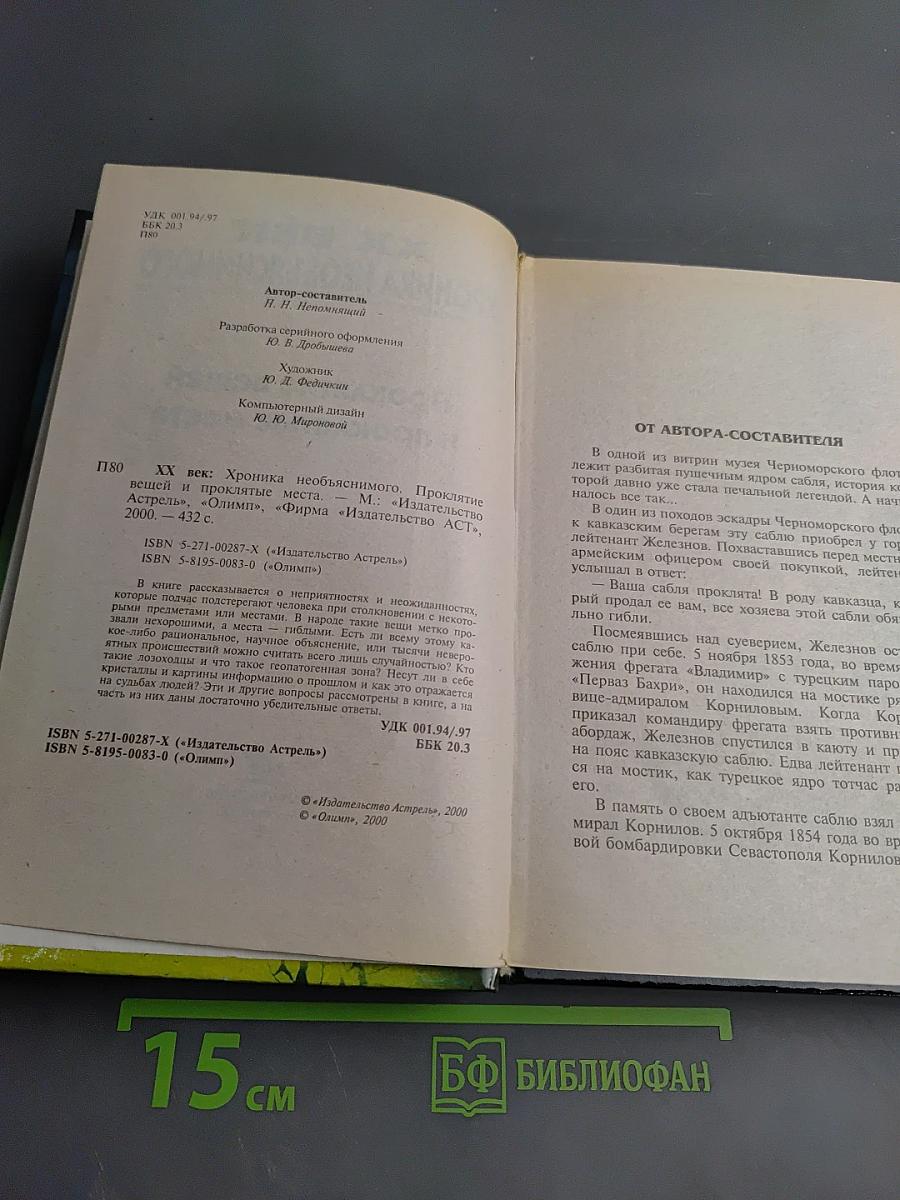 УДК 001.94/.97
ББК 20.3
П80
Автор-составитель
Н. Н. Непомнящий
Разработка серийного оформления
Ю. В. Дробышева
Художник
Ю. Д. Федичкин
Компьютерный дизайн
Ю. Ю. Мироновой
П80 XX век: Хроника необъяснимого. Проклятие
вещей и проклятые места. — М.: «Издательство
Астрель», «Олимп», «Фирма «Издательство АСТ»,
2000. — 432 с.
ISBN 5-271-00287-X («Издательство Астрель»)
ISBN 5-8195-0083-0 («Олимп»)
В книге рассказывается о неприятностях и неожиданностях,
которые подчас подстерегают человека при столкновении с некото-
рыми предметами или местами. В народе такие вещи метко про-
звали нехорошими, а места — гиблыми. Есть ли всему этому ка-
кое-либо рациональное, научное объяснение, или тысячи неверо-
ятных происшествий можно считать всего лишь случайностью? Кто
такие лозоходцы и что такое геопатогенная зона? Несут ли в себе
кристаллы и картины информацию о прошлом и как это отражается
на судьбах людей? Эти и другие вопросы рассмотрены в книге, а на
часть из них даны достаточно убедительные ответы.
УДК 001.94/.97
ББК 20.3
ISBN 5-271-00287-X («Издательство Астрель»)
ISBN 5-8195-0083-0 («Олимп»)
© «Издательство Астрель», 2000
© «Олимп», 2000
ОТ АВТОРА-СОСТАВИТЕЛЯ
В одной из витрин музея Черноморского флот
лежит разбитая пушечным ядром сабля, история ко
торой давно уже стала печальной легендой. А нач
налось все так...
В один из походов эскадры Черноморского фло
к кавказским берегам эту саблю приобрел у гор
лейтенант Железнов. Похваставшись перед местн
армейским офицером своей покупкой, лейтен
услышал в ответ:
— Ваша сабля проклята! В роду кавказца, к
рый продал ее вам, все хозяева этой сабли обя
льно гибли.
Посмеявшись над суеверием, Железнов ост
саблю при себе. 5 ноября 1853 года, во время
жения фрегата «Владимир» с турецким паро
«Перваз Бахри», он находился на мостике ря
вице-адмиралом Корниловым. Когда Кор
приказал командиру фрегата взять противн
абордаж, Железнов спустился в каюту и пр
на пояс кавказскую саблю. Едва лейтенант
ся на мостик, как турецкое ядро тотчас ра
его.
В память о своем адъютанте саблю взял
мирал Корнилов. 5 октября 1854 года во вр
вой бомбардировки Севастополя Корнилов
15 см
БФ БИБЛИОФАН